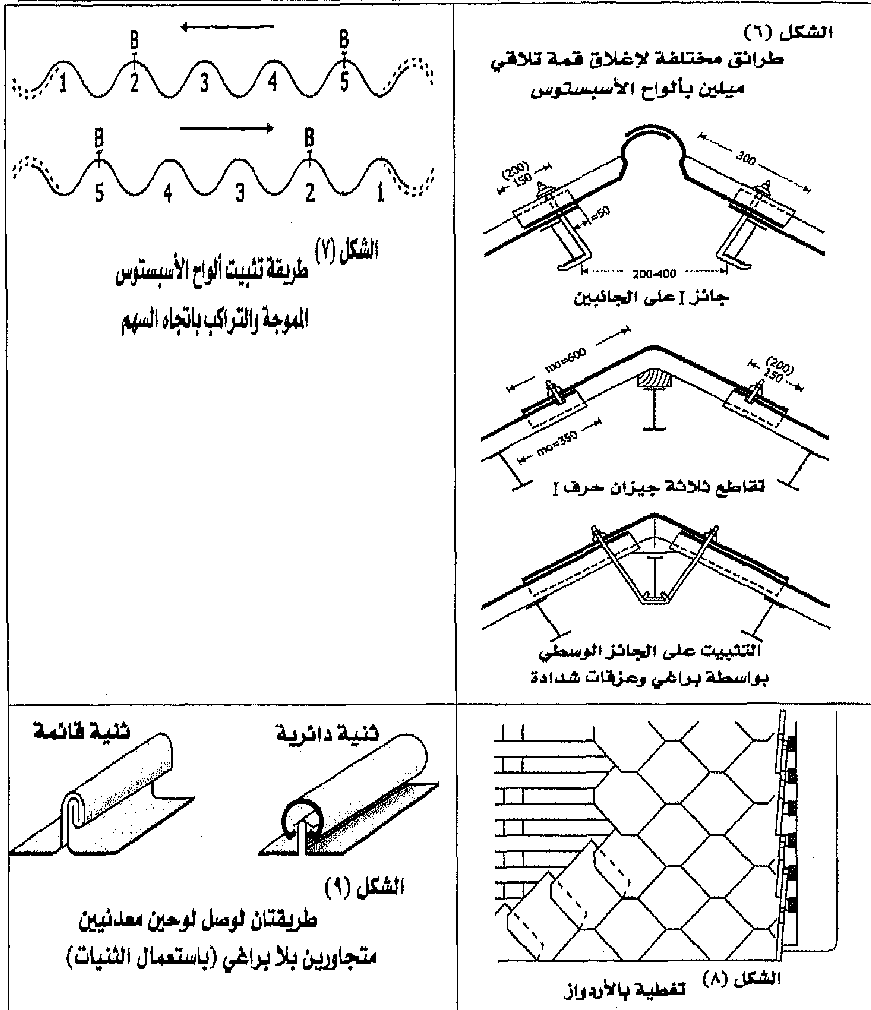 الشكل (٦)
طرائق مختلفة لإغلاق قمة تلاقي
ميلين بألواح الأسبستوس
(200)
150
300
l=50
200-400
جائز I على الجانبين
mo=600
(200)
150
mo=350
تقاطع ثلاثة جيزان حرف I
التثبيت على الجائز الوسطي
بواسطة براغي وعزقات شدادة
B B
1 2 3 4 5
B B
5 4 3 2 1
الشكل (٧)
طريقة تثبيت ألواح الأسبستوس
الموجة والتراكب باتجاه السهم
الشكل (٨) تغطية بالأردواز
ثنية دائرية
ثنية قائمة
الشكل (٩)
طريقتان لوصل لوحين معدنيين
متجاورين بلا براغي (باستعمال الثنيات)